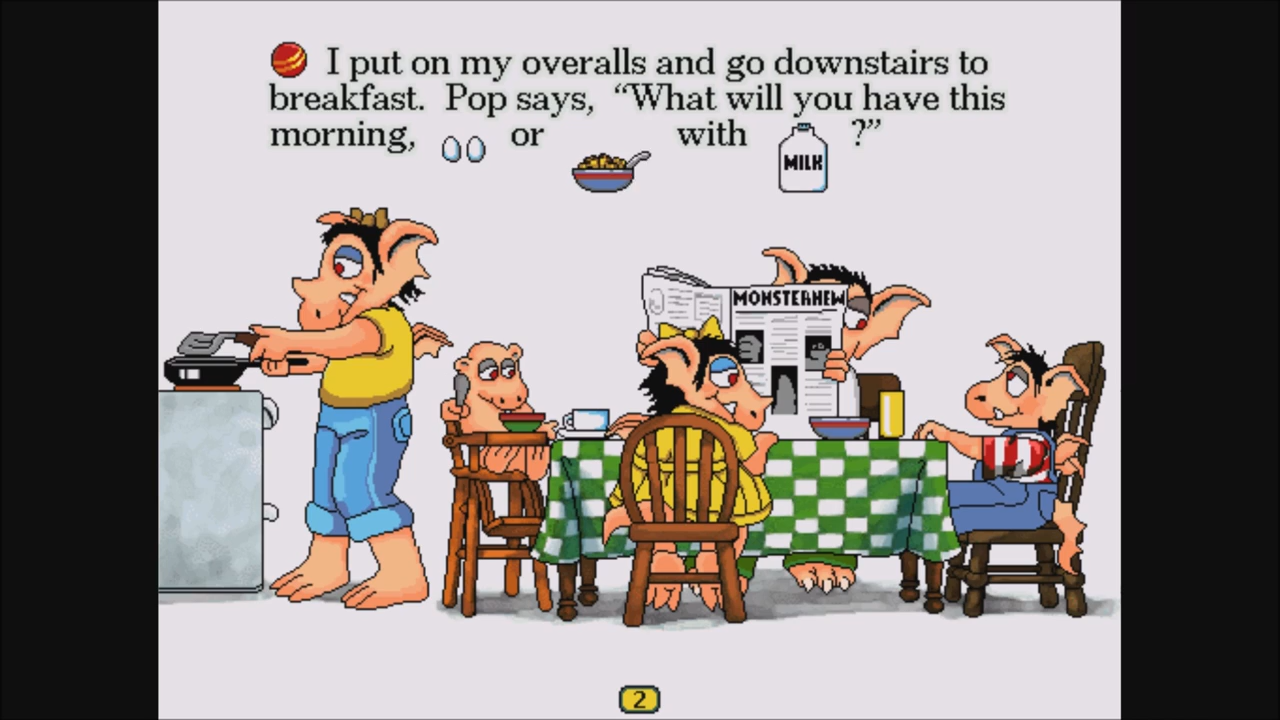 I put on my overalls and go downstairs to
breakfast. Pop says, “What will you have this
morning, or with ?”
MILK
MONSTERNEW
2